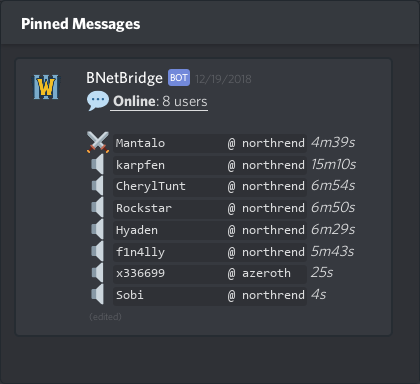 Pinned Messages
BNetBridge BOT 12/19/2018
Online: 8 users
Mantalo @ northrend 4m39s
karpfen @ northrend 15m10s
CherylTunt @ northrend 6m54s
Rockstar @ northrend 6m50s
Hyaden @ northrend 6m29s
f1n4lly @ northrend 5m43s
x336699 @ azeroth 25s
Sobi @ northrend 4s
(edited)